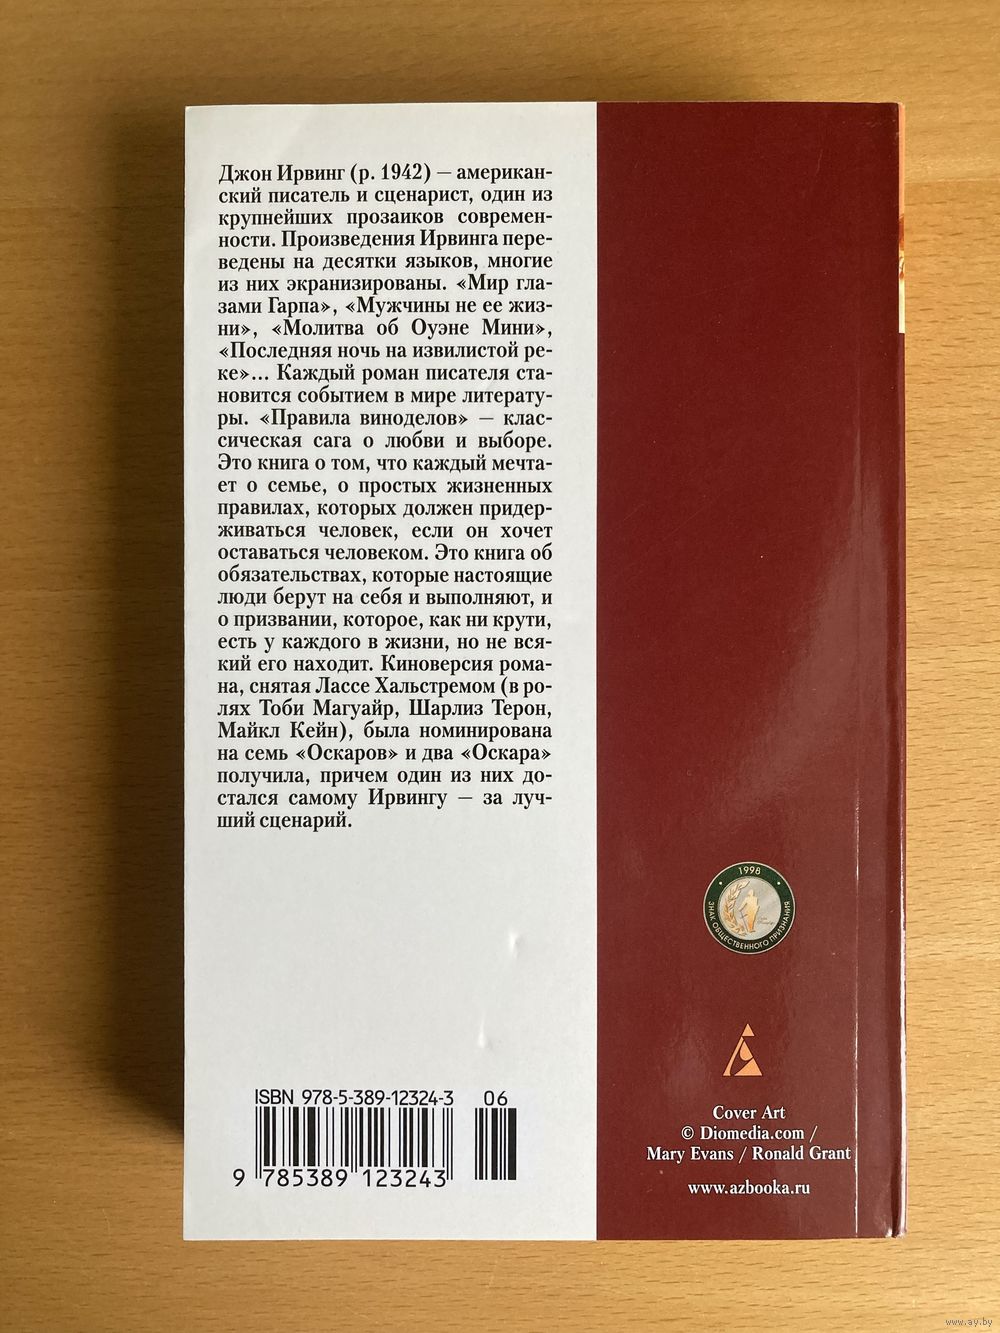 Джон Ирвинг (р. 1942) — американ-
ский писатель и сценарист, один из
крупнейших прозаиков современ-
ности. Произведения Ирвинга пере-
ведены на десятки языков, многие
из них экранизированы. «Мир гла-
зами Гарпа», «Мужчины не ее жиз-
ни», «Молитва об Оуэне Мини»,
«Последняя ночь на извилистой ре-
ке»... Каждый роман писателя ста-
новится событием в мире литерату-
ры. «Правила виноделов» — клас-
сическая сага о любви и выборе.
Это книга о том, что каждый мечта-
ет о семье, о простых жизненных
правилах, которых должен придер-
живаться человек, если он хочет
оставаться человеком. Это книга об
обязательствах, которые настоящие
люди берут на себя и выполняют, и
о призвании, которое, как ни крути,
есть у каждого в жизни, но не вся-
кий его находит. Киноверсия рома-
на, снятая Лассе Хальстремом (в ро-
лях Тоби Магуайр, Шарлиз Терон,
Майкл Кейн), была номинирована
на семь «Оскаров» и два «Оскара»
получила, причем один из них до-
стался самому Ирвингу — за луч-
ший сценарий.
ISBN 978-5-389-12324-3
06
9 785389 123243
• 1998 •
ЗНАК ОБЩЕСТВЕННОГО ПРИЗНАНИЯ
Cover Art
© Diomedia.com /
Mary Evans / Ronald Grant
www.azbooka.ru
www.ay.by